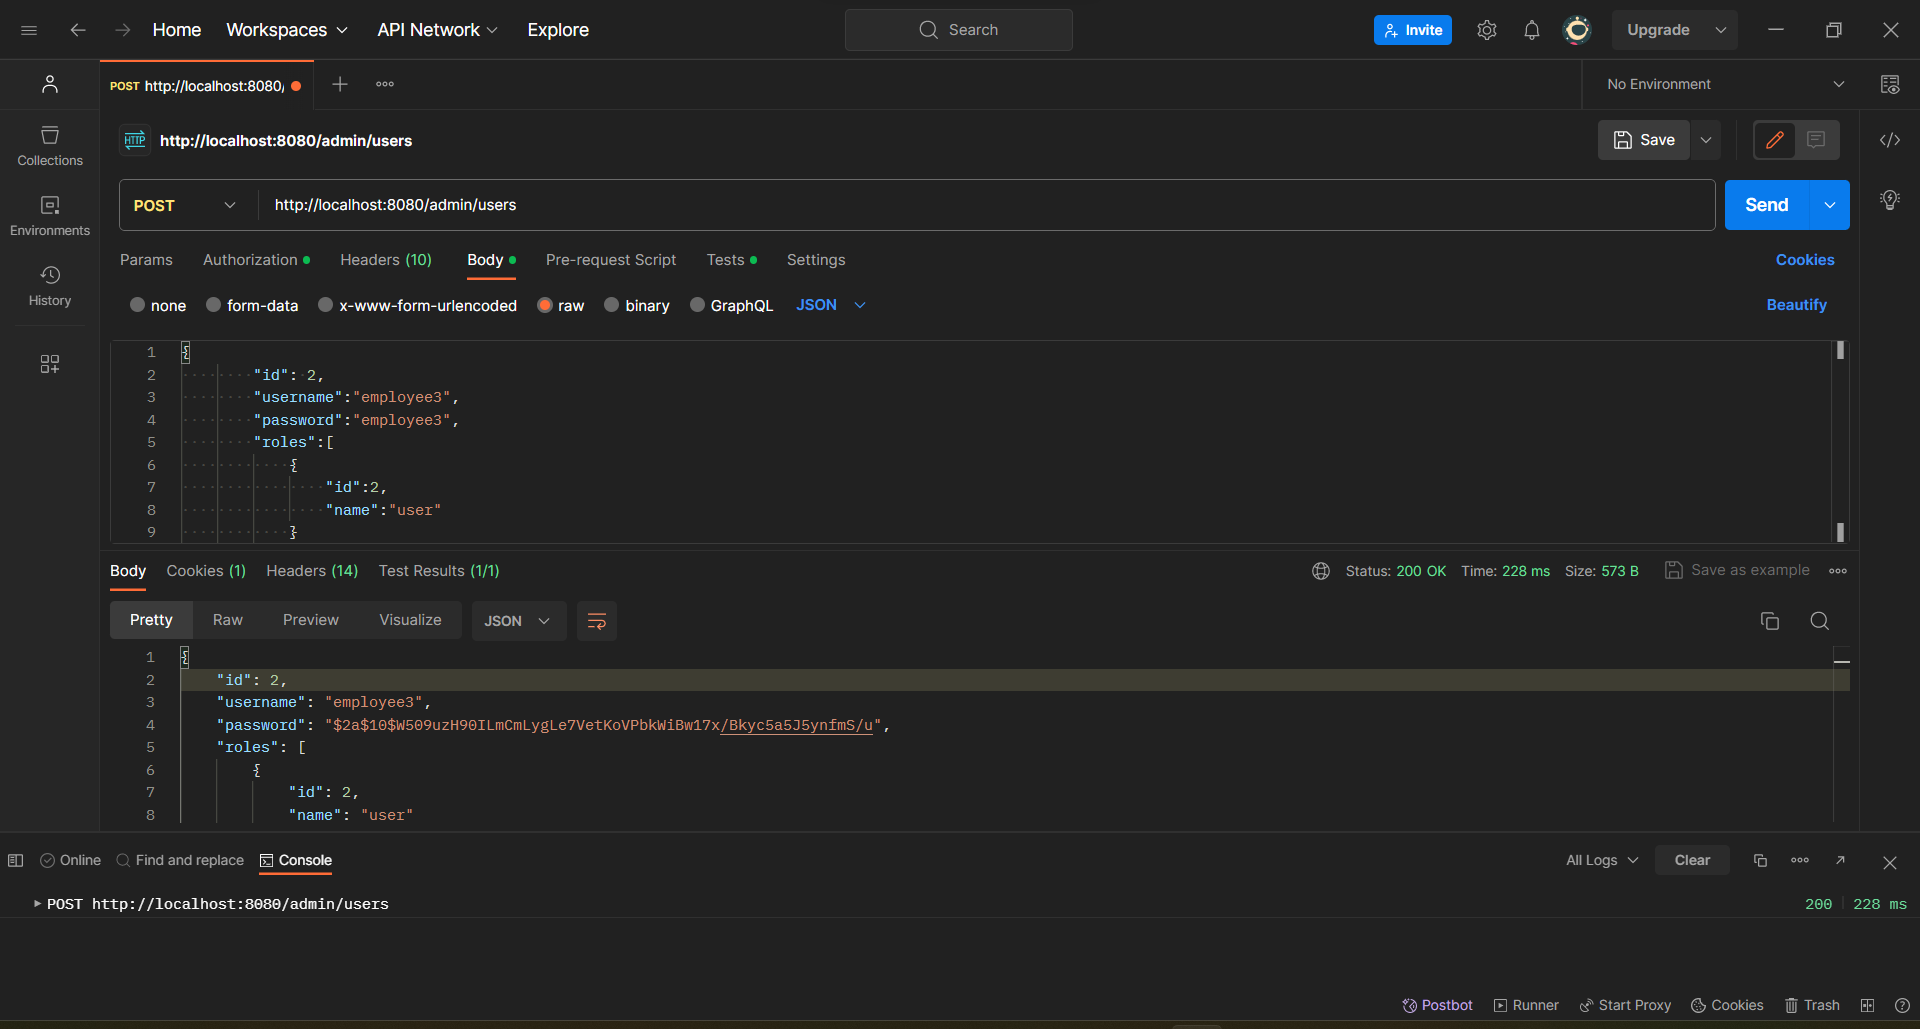 Home Workspaces API Network Explore Search Invite Upgrade
POST http://localhost:8080/ No Environment
HTTP http://localhost:8080/admin/users Save
Collections
Environments
History
POST http://localhost:8080/admin/users Send
Params Authorization Headers (10) Body Pre-request Script Tests Settings Cookies
none form-data x-www-form-urlencoded raw binary GraphQL JSON Beautify
1 {
2 "id": 2,
3 "username":"employee3",
4 "password":"employee3",
5 "roles":[
6 {
7 "id":2,
8 "name":"user"
9 }
Body Cookies (1) Headers (14) Test Results (1/1) Status: 200 OK Time: 228 ms Size: 573 B Save as example
Pretty Raw Preview Visualize JSON
1 {
2 "id": 2,
3 "username": "employee3",
4 "password": "$2a$10$W509uzH90ILmCmLygLe7VetKoVPbkWiBw17x/Bkyc5a5J5ynfmS/u",
5 "roles": [
6 {
7 "id": 2,
8 "name": "user"
Online Find and replace Console All Logs Clear
POST http://localhost:8080/admin/users 200 228 ms
Postbot Runner Start Proxy Cookies Trash